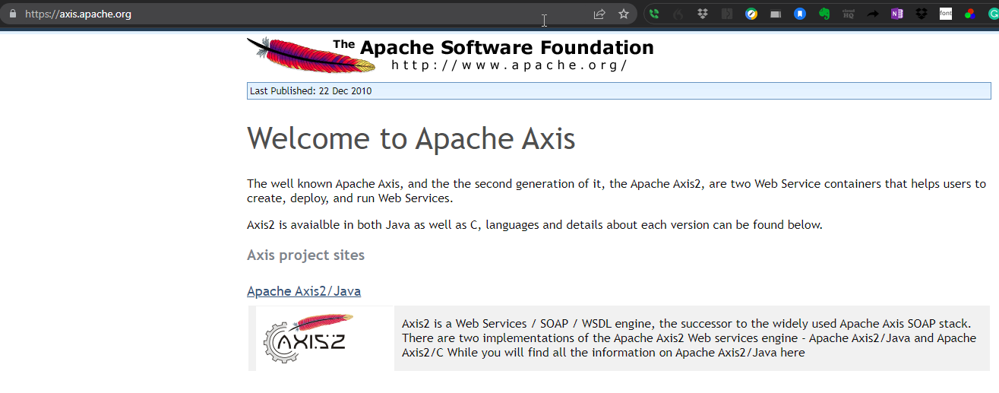 https://axis.apache.org
cloud
HQ
N
font
G
The Apache Software Foundation
http://www.apache.org/
Last Published: 22 Dec 2010
Welcome to Apache Axis
The well known Apache Axis, and the the second generation of it, the Apache Axis2, are two Web Service containers that helps users to
create, deploy, and run Web Services.
Axis2 is avaialble in both Java as well as C, languages and details about each version can be found below.
Axis project sites
Apache Axis2/Java
AXIS2
Axis2 is a Web Services / SOAP / WSDL engine, the successor to the widely used Apache Axis SOAP stack.
There are two implementations of the Apache Axis2 Web services engine - Apache Axis2/Java and Apache
Axis2/C While you will find all the information on Apache Axis2/Java here